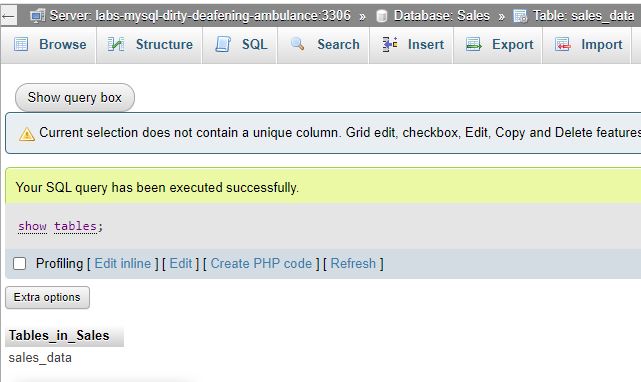 Server: labs-mysql-dirty-deafening-ambulance:3306 » Database: Sales » Table: sales_data
Browse Structure SQL Search Insert Export Import
Show query box
Current selection does not contain a unique column. Grid edit, checkbox, Edit, Copy and Delete features
Your SQL query has been executed successfully.
show tables;
Profiling [ Edit inline ] [ Edit ] [ Create PHP code ] [ Refresh ]
Extra options
Tables_in_Sales
sales_data